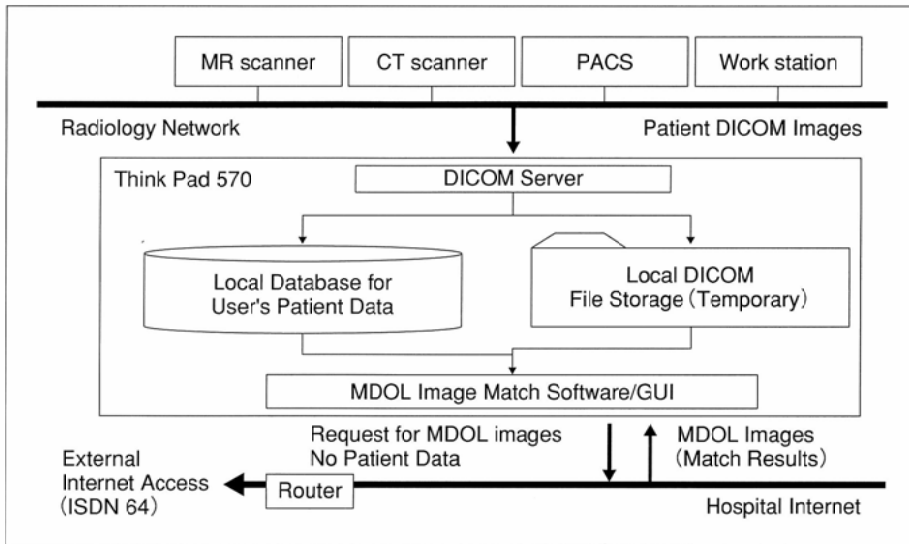 MR scanner
CT scanner
PACS
Work station
Radiology Network
Patient DICOM Images
Think Pad 570
DICOM Server
Local Database for
User's Patient Data
Local DICOM
File Storage (Temporary)
MDOL Image Match Software/GUI
Request for MDOL images
No Patient Data
MDOL Images
(Match Results)
External
Internet Access
(ISDN 64)
Router
Hospital Internet